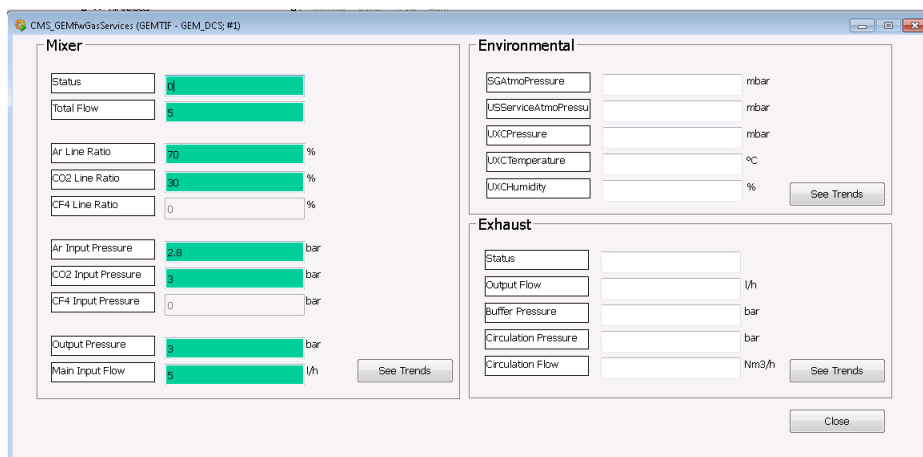 CMS_GEMfwGasServices (GEMTIF - GEM_DCS; #1)
Mixer
Status 0
Total Flow 5
Ar Line Ratio 70 %
CO2 Line Ratio 30 %
CF4 Line Ratio 0 %
Ar Input Pressure 2.8 bar
CO2 Input Pressure 3 bar
CF4 Input Pressure 0 bar
Output Pressure 3 bar
Main Input Flow 5 l/h
See Trends
Environmental
SGAtmoPressure mbar
USServiceAtmoPressu mbar
UXCPressure mbar
UXCTemperature ºC
UXCHumidity %
See Trends
Exhaust
Status
Output Flow l/h
Buffer Pressure bar
Circulation Pressure bar
Circulation Flow Nm3/h
See Trends
Close